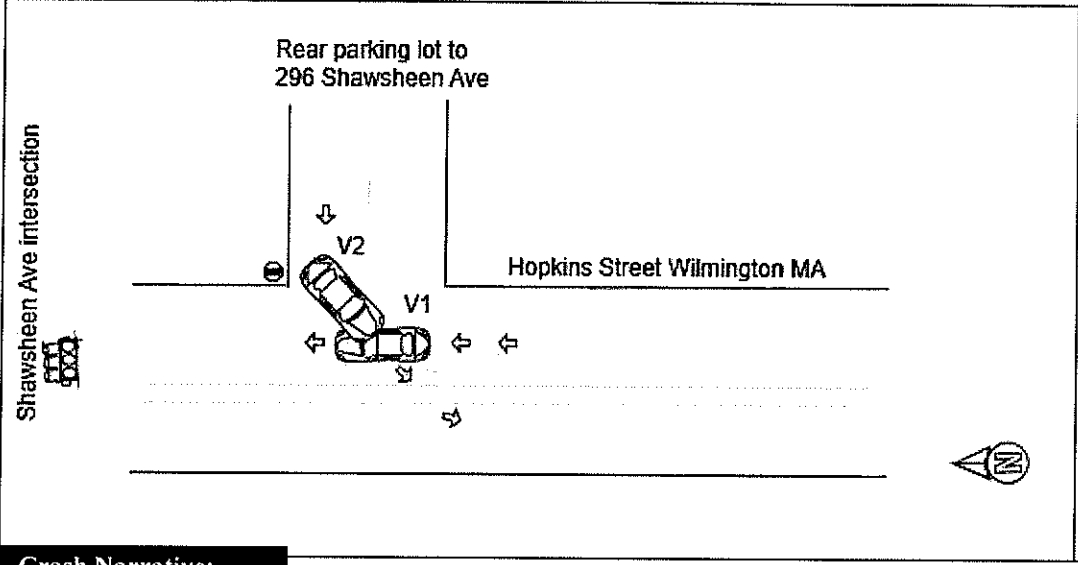 Rear parking lot to
296 Shawsheen Ave
Shawsheen Ave intersection
V2
Hopkins Street Wilmington MA
V1
N
Crash Narrative: